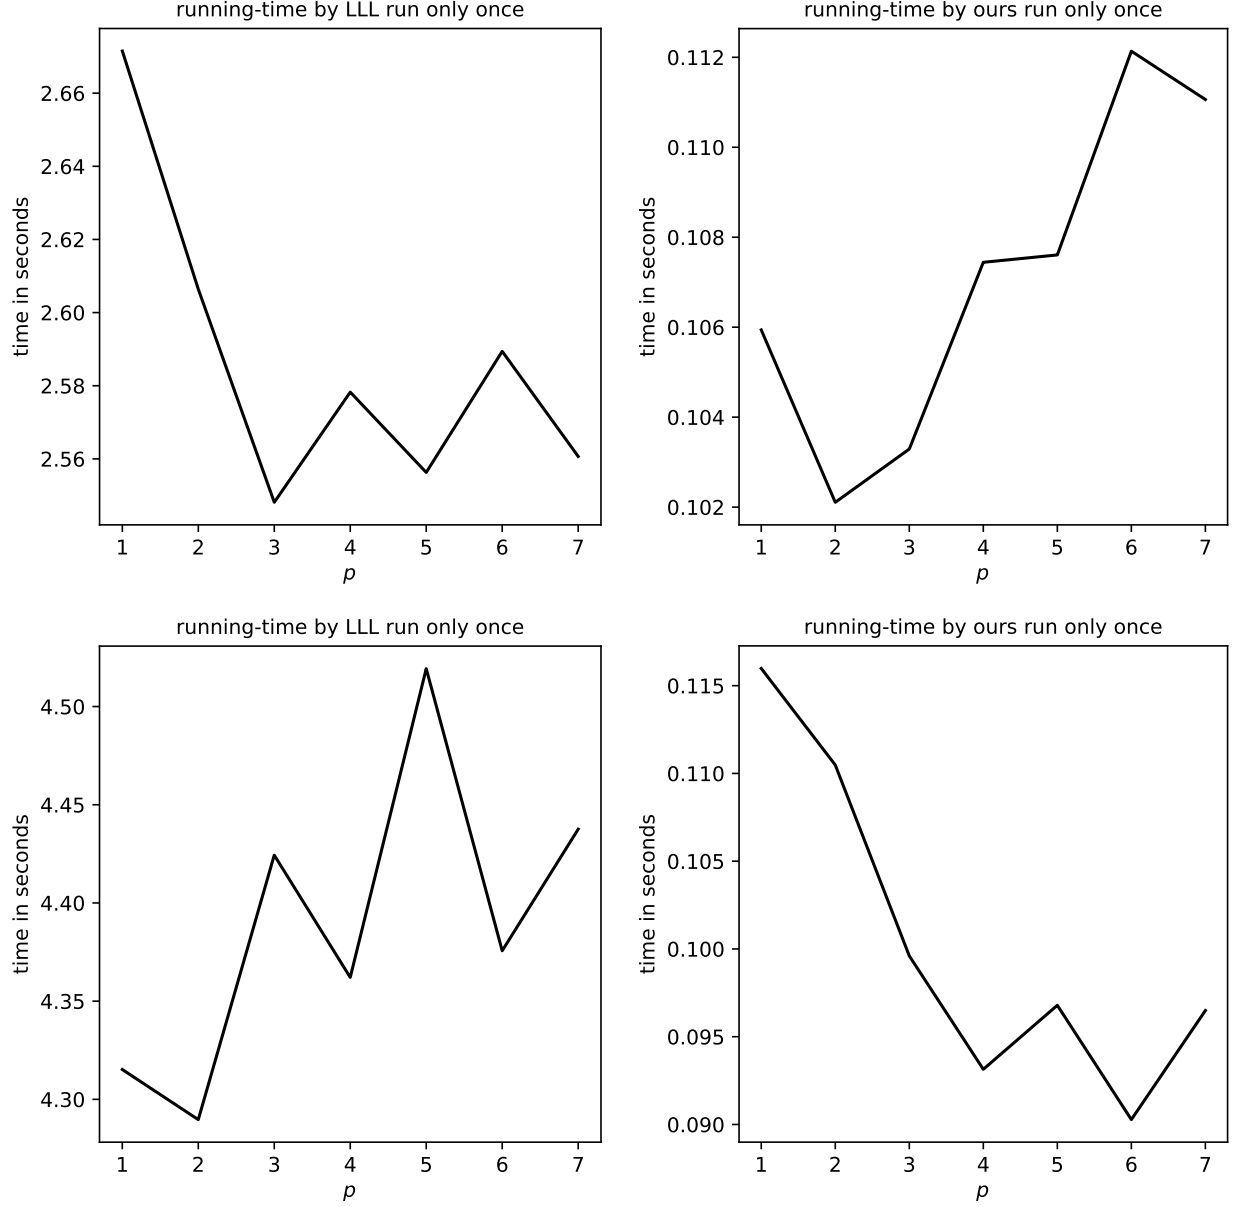 running-time by LLL run only once
time in seconds
2.66
2.64
2.62
2.60
2.58
2.56
1 2 3 4 5 6 7
p
running-time by ours run only once
time in seconds
0.112
0.110
0.108
0.106
0.104
0.102
1 2 3 4 5 6 7
p
running-time by LLL run only once
time in seconds
4.50
4.45
4.40
4.35
4.30
1 2 3 4 5 6 7
p
running-time by ours run only once
time in seconds
0.115
0.110
0.105
0.100
0.095
0.090
1 2 3 4 5 6 7
p